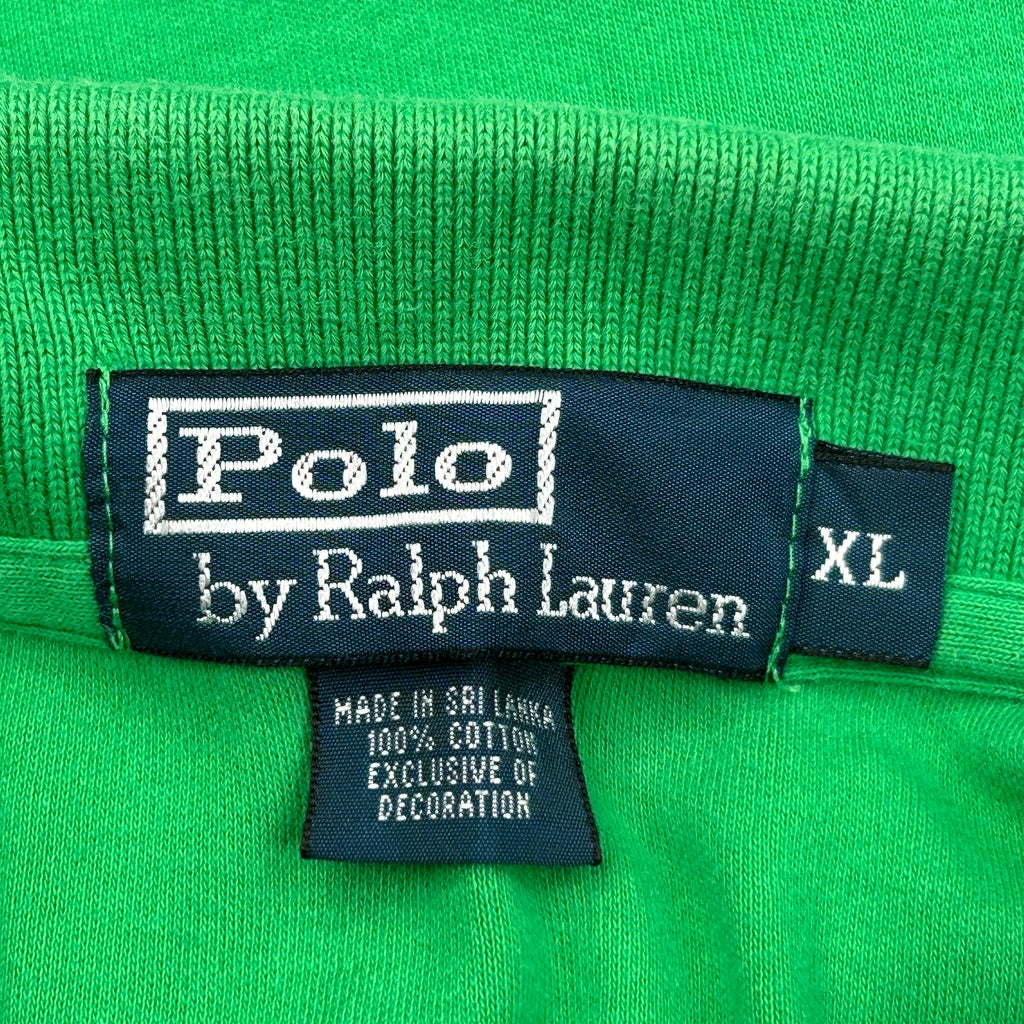 Polo
by Ralph Lauren
XL
MADE IN SRI LANKA
100% COTTON
EXCLUSIVE OF
DECORATION